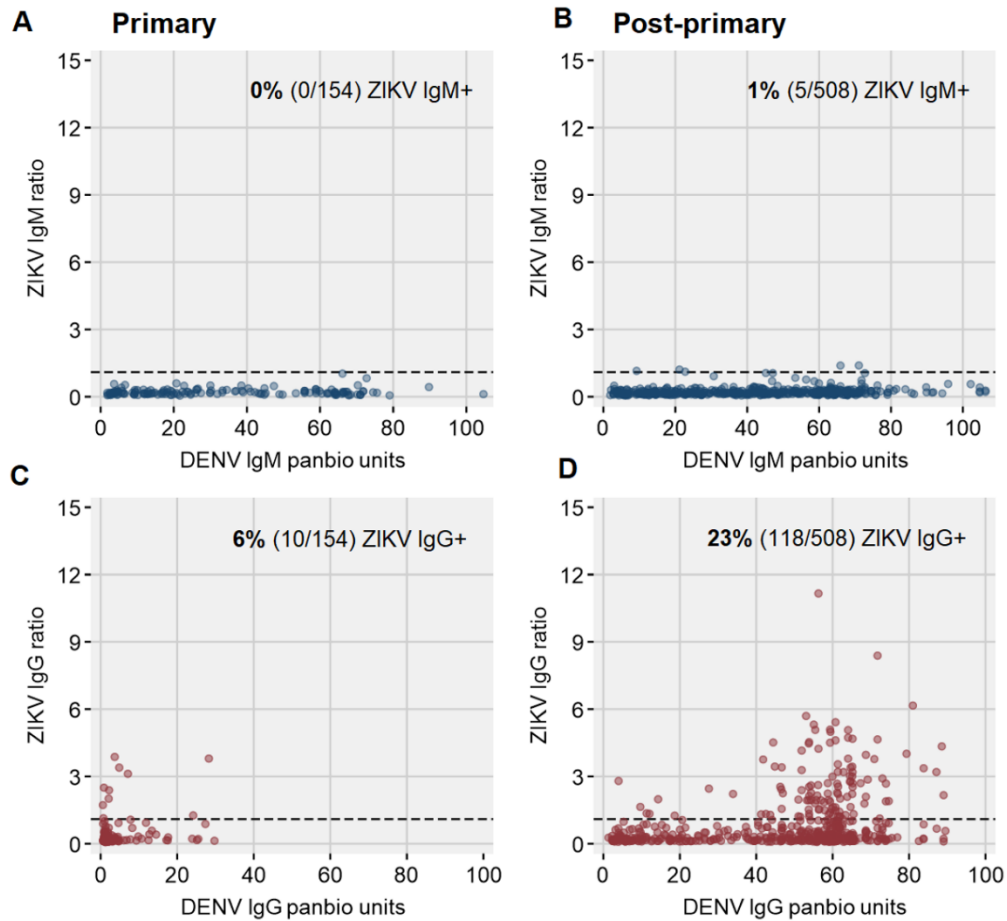 A Primary
15
12
9
6
3
0
ZIKV IgM ratio
0% (0/154) ZIKV IgM+
0 20 40 60 80 100
DENV IgM panbio units
B Post-primary
15
12
9
6
3
0
ZIKV IgM ratio
1% (5/508) ZIKV IgM+
0 20 40 60 80 100
DENV IgM panbio units
C
15
12
9
6
3
0
ZIKV IgG ratio
6% (10/154) ZIKV IgG+
0 20 40 60 80 100
DENV IgG panbio units
D
15
12
9
6
3
0
ZIKV IgG ratio
23% (118/508) ZIKV IgG+
0 20 40 60 80 100
DENV IgG panbio units